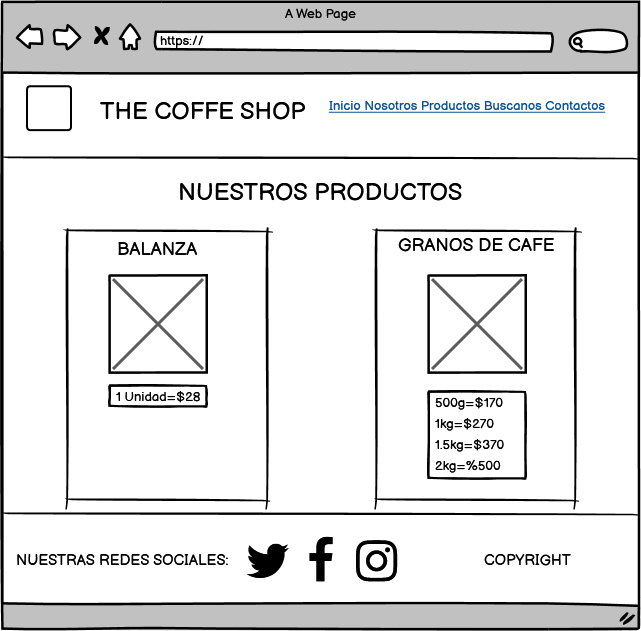 A Web Page
https://
THE COFFE SHOP
Inicio Nosotros Productos Buscanos Contactos
NUESTROS PRODUCTOS
BALANZA
1 Unidad=$28
GRANOS DE CAFE
500g=$170
1kg=$270
1.5kg=$370
2kg=%500
NUESTRAS REDES SOCIALES:
COPYRIGHT